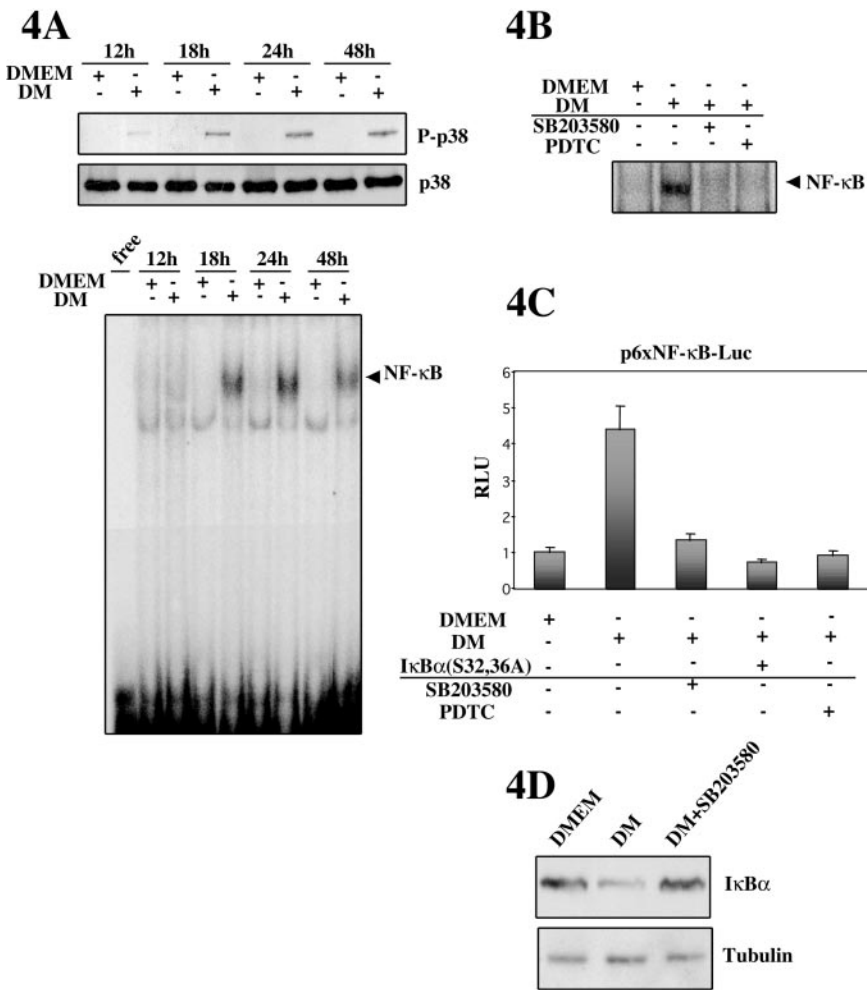 4A
12h 18h 24h 48h
DMEM + - + - + - + -
DM - + - + - + - +
P-p38
p38
free 12h 18h 24h 48h
DMEM + - + - + - + -
DM - + - + - + - +
NF-κB
4B
DMEM + - - -
DM - + + +
SB203580 - - + -
PDTC - - - +
NF-κB
4C
p6xNF-κB-Luc
6
5
4
3
2
1
0
RLU
DMEM + - - - -
DM - + + + +
IκBα(S32,36A) - - - + -
SB203580 - - + - -
PDTC - - - - +
4D
DMEM DM DM+SB203580
IκBα
Tubulin